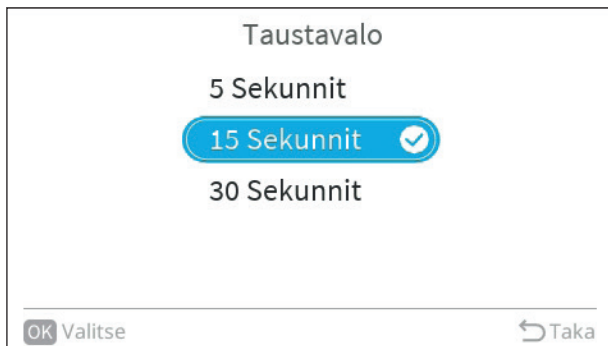 Taustavalo
5 Sekunnit
15 Sekunnit
30 Sekunnit
OK Valitse
Taka